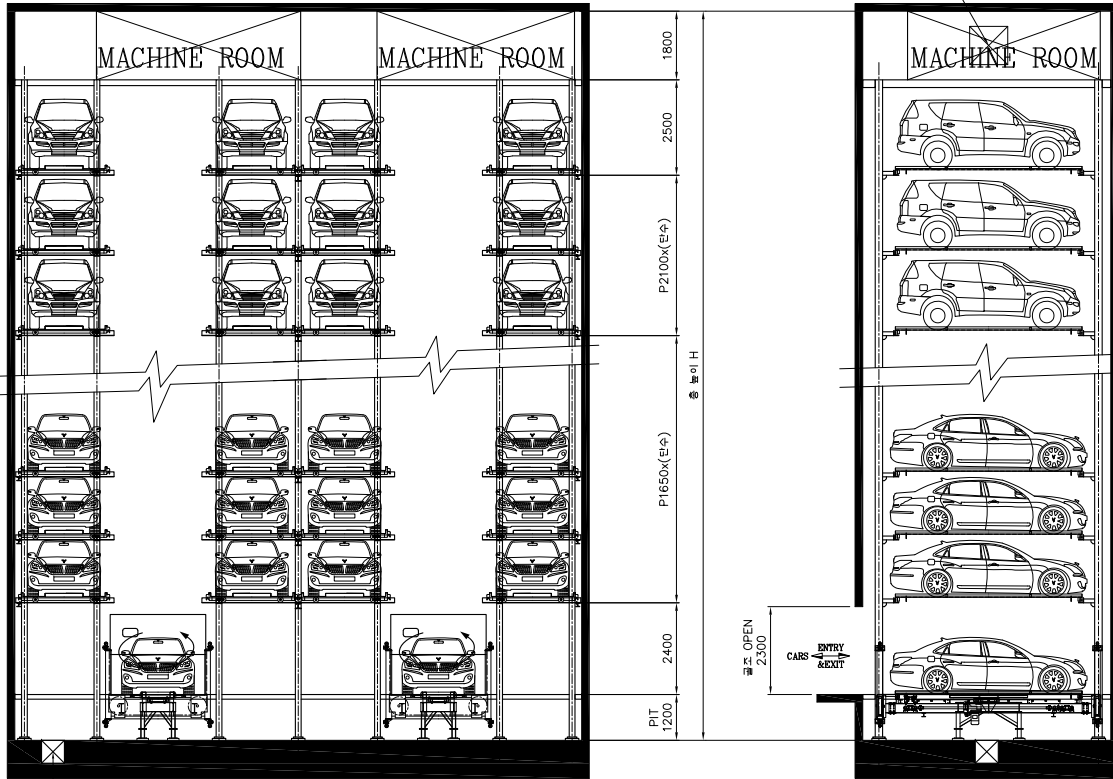 MACHINE ROOM
MACHINE ROOM
MACHINE ROOM
1800
2500
P2100x(단수)
P1650x(단수)
총 높이 H
2400
PIT
1200
골조 OPEN
2300
CARS
ENTRY
&EXIT